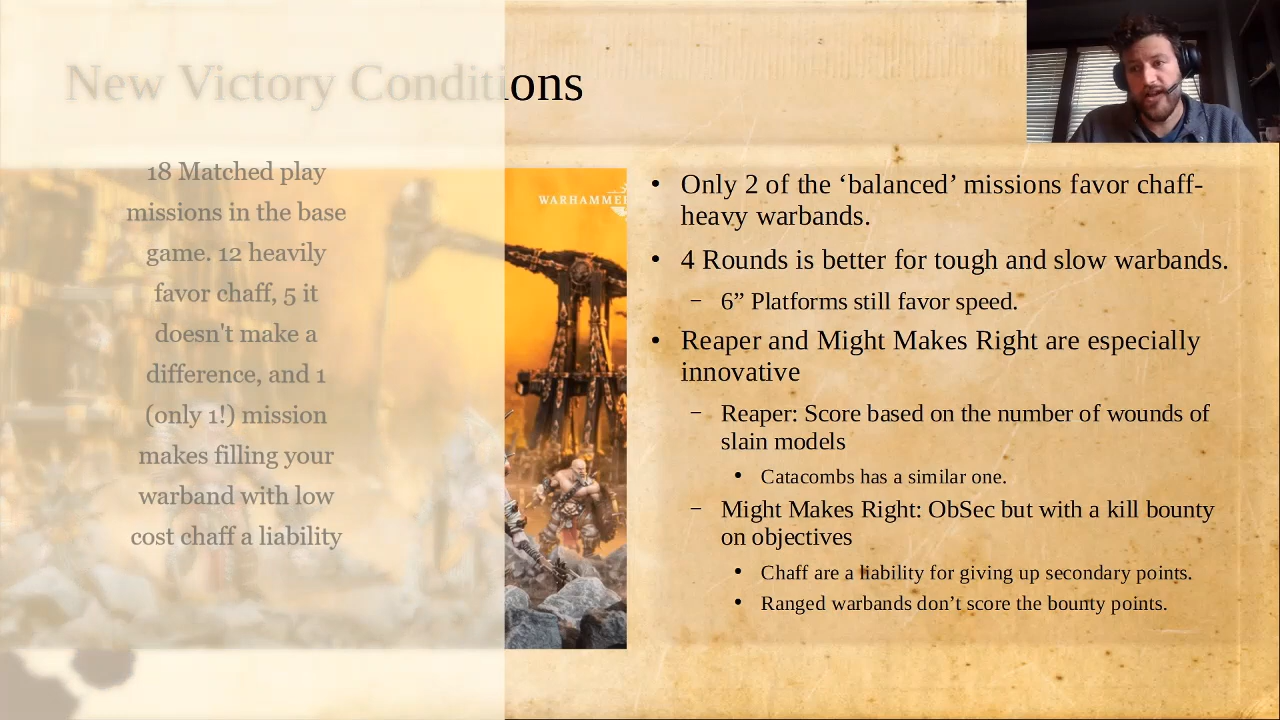 New Victory Conditions
18 Matched play
missions in the base
game. 12 heavily
favor chaff, 5 it
doesn't make a
difference, and 1
(only 1!) mission
makes filling your
warband with low
cost chaff a liability
WARHAMME
• Only 2 of the ‘balanced’ missions favor chaff-
heavy warbands.
• 4 Rounds is better for tough and slow warbands.
– 6” Platforms still favor speed.
• Reaper and Might Makes Right are especially
innovative
– Reaper: Score based on the number of wounds of
slain models
• Catacombs has a similar one.
– Might Makes Right: ObSec but with a kill bounty
on objectives
• Chaff are a liability for giving up secondary points.
• Ranged warbands don’t score the bounty points.